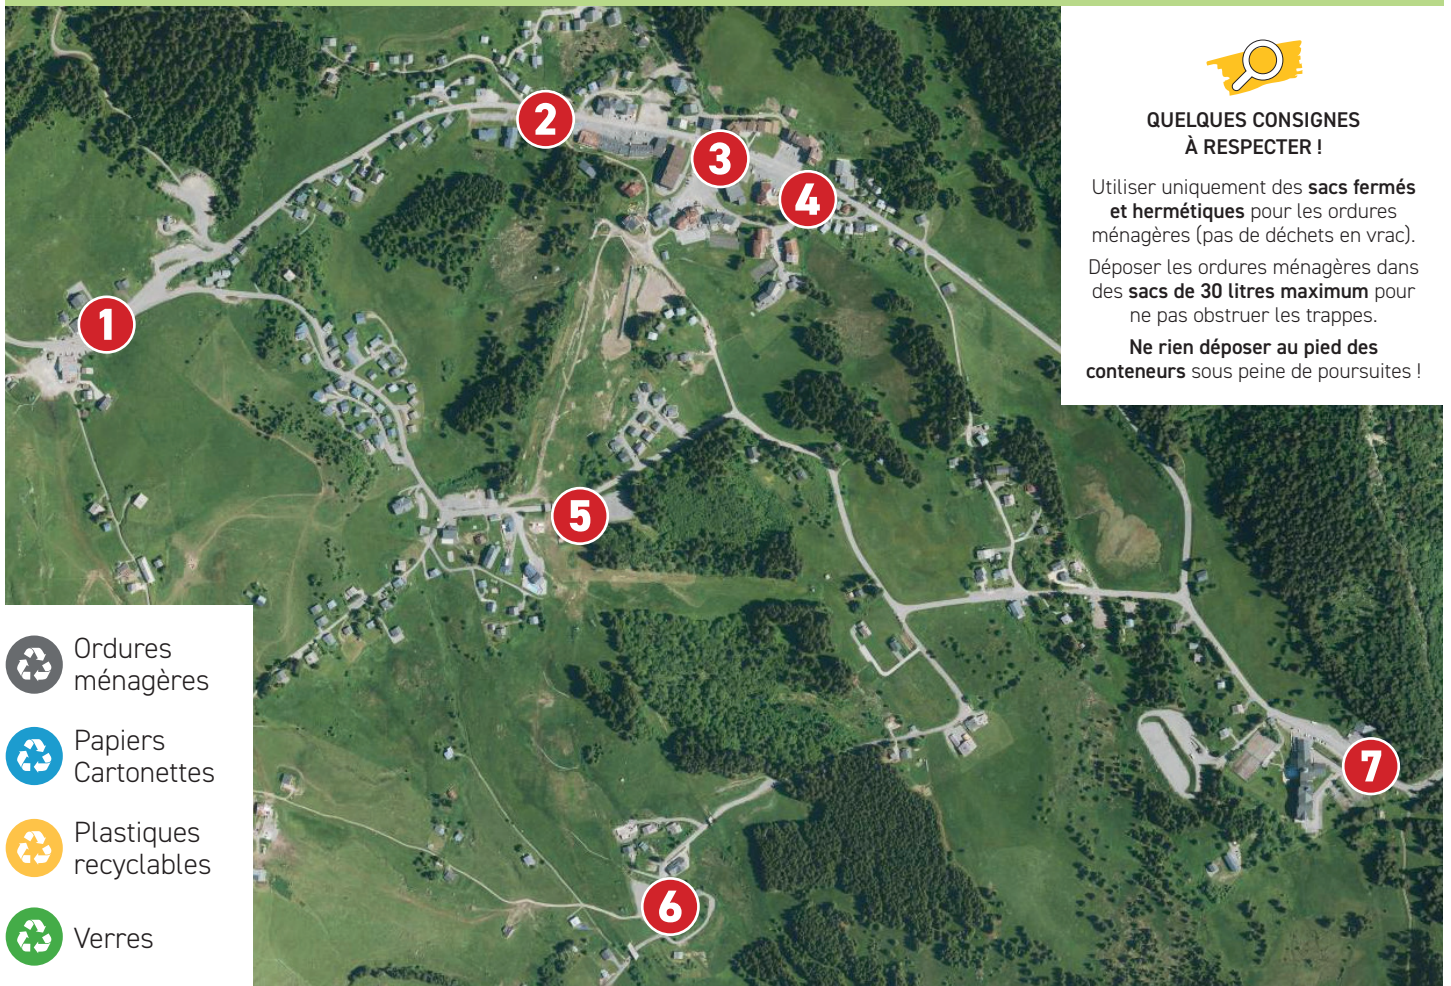 QUELQUES CONSIGNES
À RESPECTER !
Utiliser uniquement des sacs fermés
et hermétiques pour les ordures
ménagères (pas de déchets en vrac).
Déposer les ordures ménagères dans
des sacs de 30 litres maximum pour
ne pas obstruer les trappes.
Ne rien déposer au pied des
conteneurs sous peine de poursuites !
2
3
4
1
5
7
6
Ordures
ménagères
Papiers
Cartonettes
Plastiques
recyclables
Verres